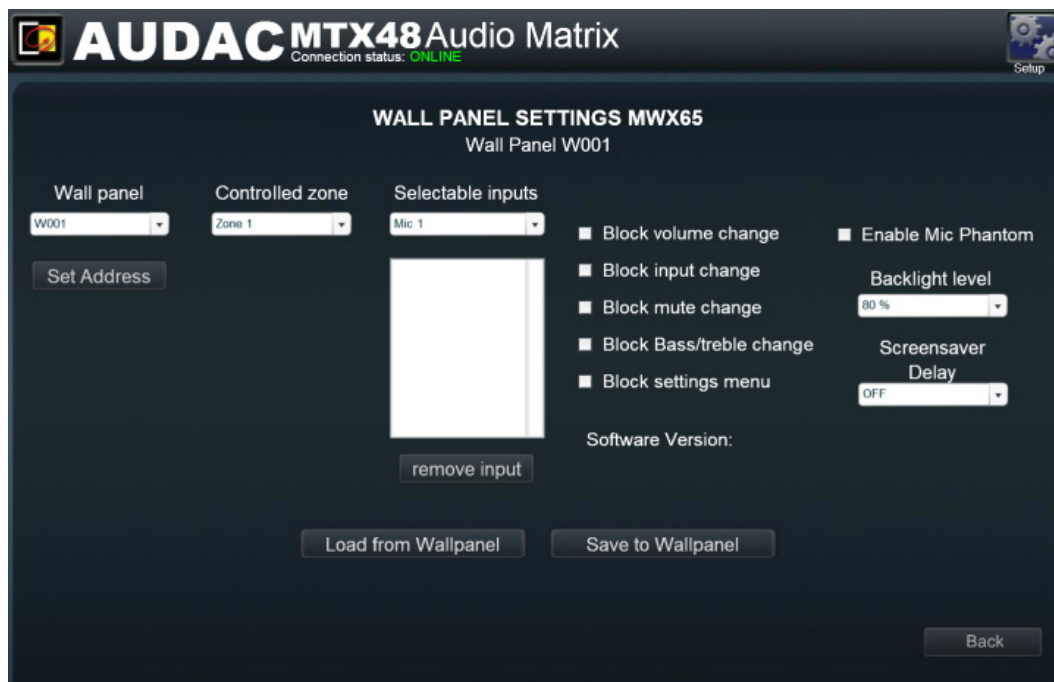 AUDAC MTX48 Audio Matrix
Connection status: ONLINE
Setup
WALL PANEL SETTINGS MWX65
Wall Panel W001
Wall panel
W001
Set Address
Controlled zone
Zone 1
Selectable inputs
Mic 1
remove input
Block volume change
Block input change
Block mute change
Block Bass/treble change
Block settings menu
Software Version:
Enable Mic Phantom
Backlight level
80 %
Screensaver
Delay
OFF
Load from Wallpanel
Save to Wallpanel
Back